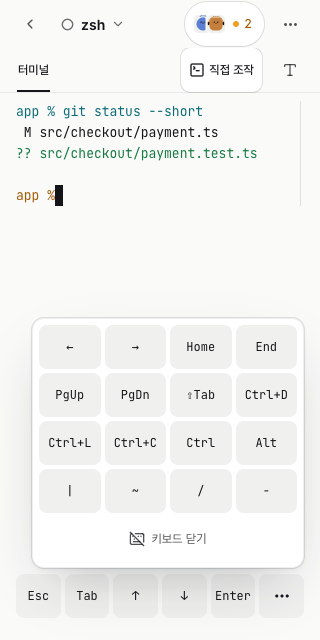 zsh
2
터미널
직접 조작
app % git status --short
 M src/checkout/payment.ts
?? src/checkout/payment.test.ts
app %
← → Home End
PgUp PgDn ⇧Tab Ctrl+D
Ctrl+L Ctrl+C Ctrl Alt
| ~ / -
키보드 닫기
Esc Tab ↑ ↓ Enter •••